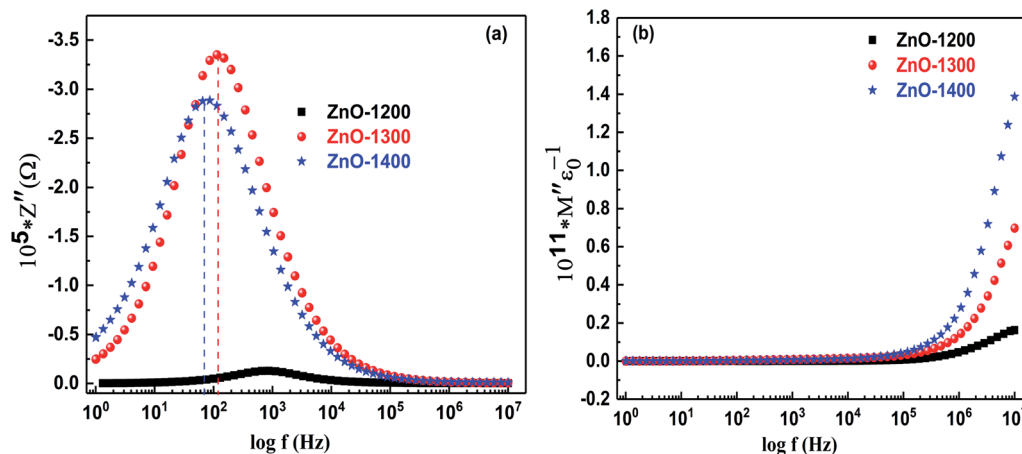 (a)
-3.5
-3.0
-2.5
-2.0
-1.5
-1.0
-0.5
0.0
10⁵*Z″(Ω)
ZnO-1200
ZnO-1300
ZnO-1400
10⁰ 10¹ 10² 10³ 10⁴ 10⁵ 10⁶ 10⁷
log f (Hz)
(b)
1.8
1.6
1.4
1.2
1.0
0.8
0.6
0.4
0.2
0.0
-0.2
10¹¹*M″ε₀⁻¹
ZnO-1200
ZnO-1300
ZnO-1400
10⁰ 10¹ 10² 10³ 10⁴ 10⁵ 10⁶ 10⁷
log f (Hz)